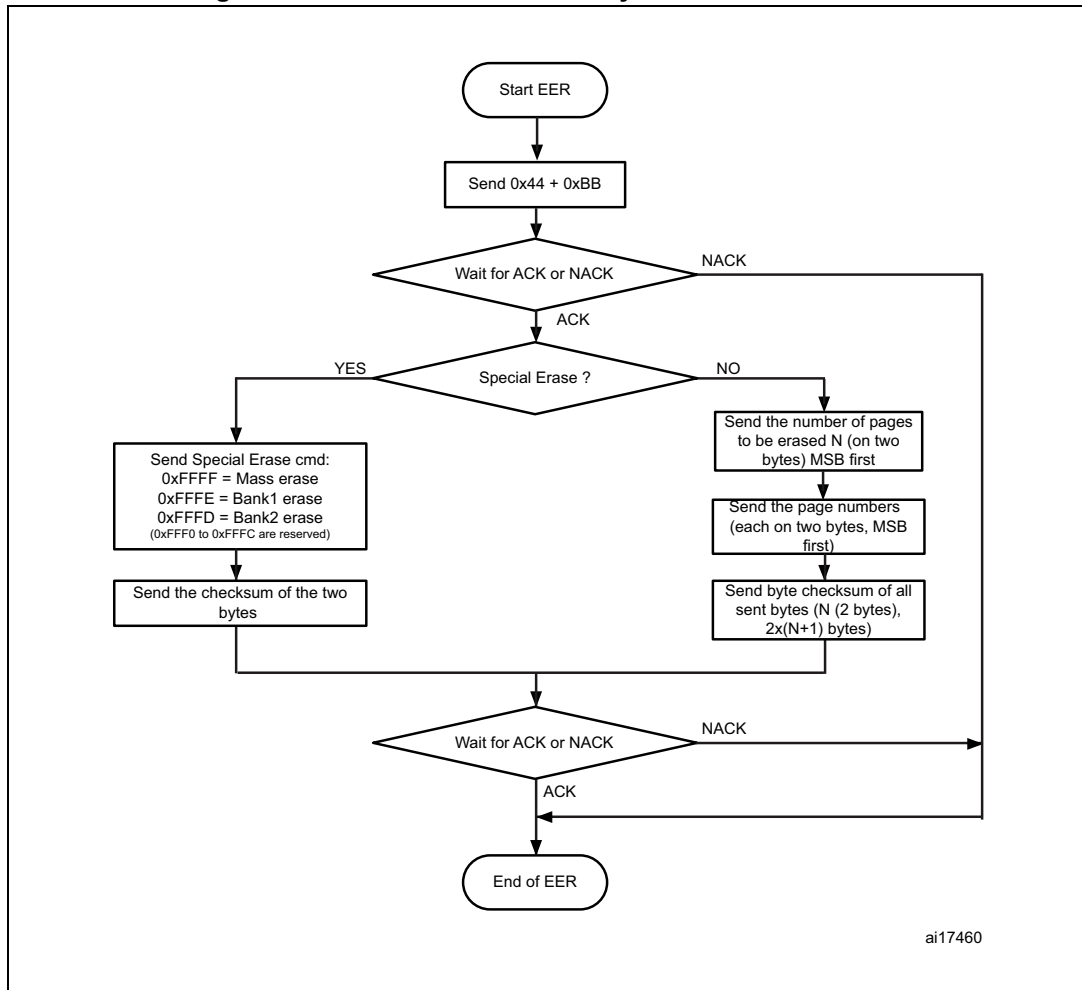 Start EER
Send 0x44 + 0xBB
Wait for ACK or NACK
NACK
ACK
YES
Special Erase ?
NO
Send Special Erase cmd:
0xFFFF = Mass erase
0xFFFE = Bank1 erase
0xFFFD = Bank2 erase
(0xFFF0 to 0xFFFC are reserved)
Send the checksum of the two
bytes
Send the number of pages
to be erased N (on two
bytes) MSB first
Send the page numbers
(each on two bytes, MSB
first)
Send byte checksum of all
sent bytes (N (2 bytes),
2x(N+1) bytes)
Wait for ACK or NACK
NACK
ACK
End of EER
ai17460